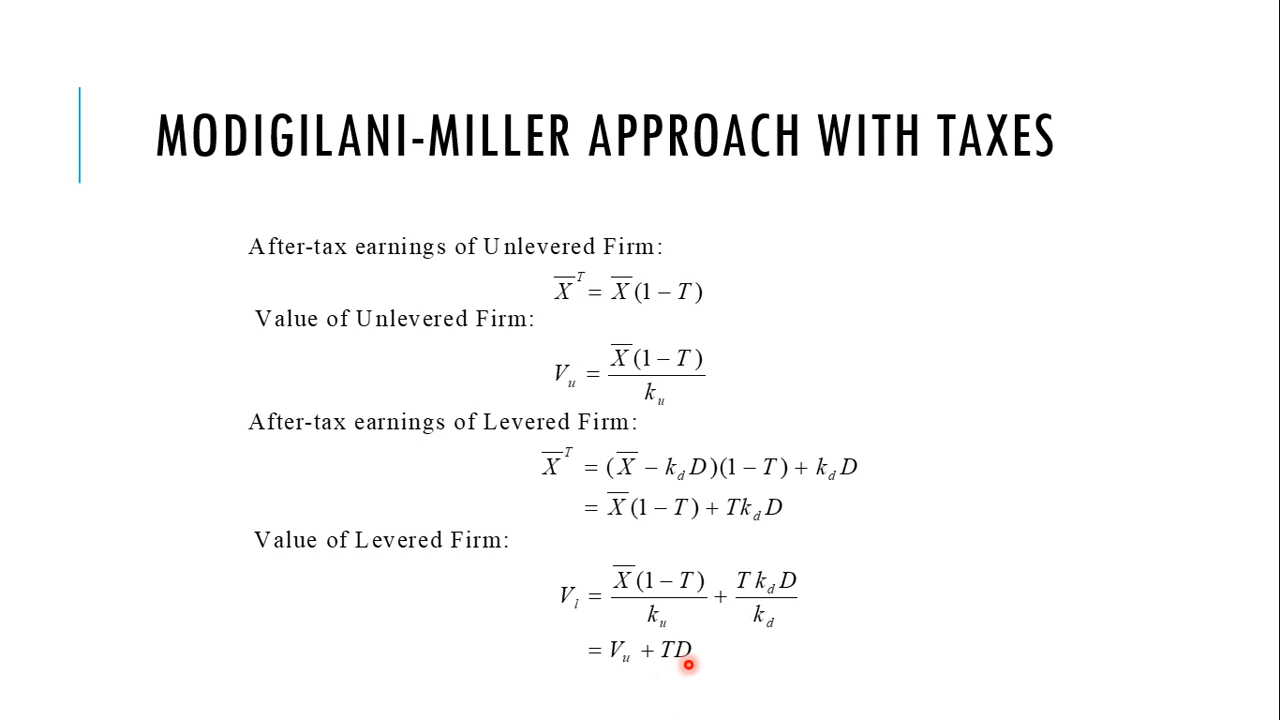 MODIGILANI-MILLER APPROACH WITH TAXES
After-tax earnings of Unlevered Firm:
X̅ᵀ = X̅(1 − T)
Value of Unlevered Firm:
V_u = X̅(1 − T) / k_u
After-tax earnings of Levered Firm:
X̅ᵀ = (X̅ − k_d D)(1 − T) + k_d D
= X̅(1 − T) + Tk_d D
Value of Levered Firm:
V_l = X̅(1 − T) / k_u + T k_d D / k_d
= V_u + TD